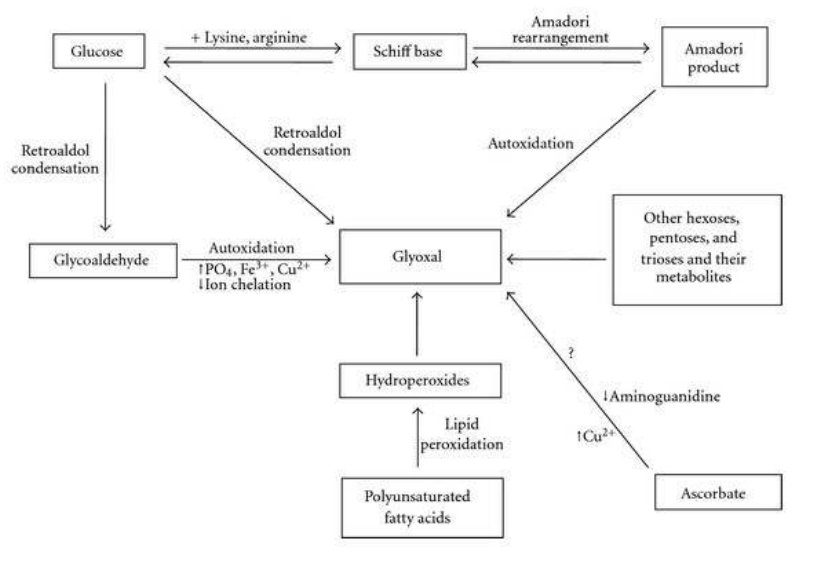 Glucose
+ Lysine, arginine
Schiff base
Amadori
rearrangement
Amadori
product
Retroaldol
condensation
Retroaldol
condensation
Autoxidation
Glycoaldehyde
Autoxidation
↑PO₄, Fe³⁺, Cu²⁺
↓Ion chelation
Glyoxal
Other hexoses,
pentoses, and
trioses and their
metabolites
Hydroperoxides
?
↓Aminoguanidine
↑Cu²⁺
Lipid
peroxidation
Polyunsaturated
fatty acids
Ascorbate